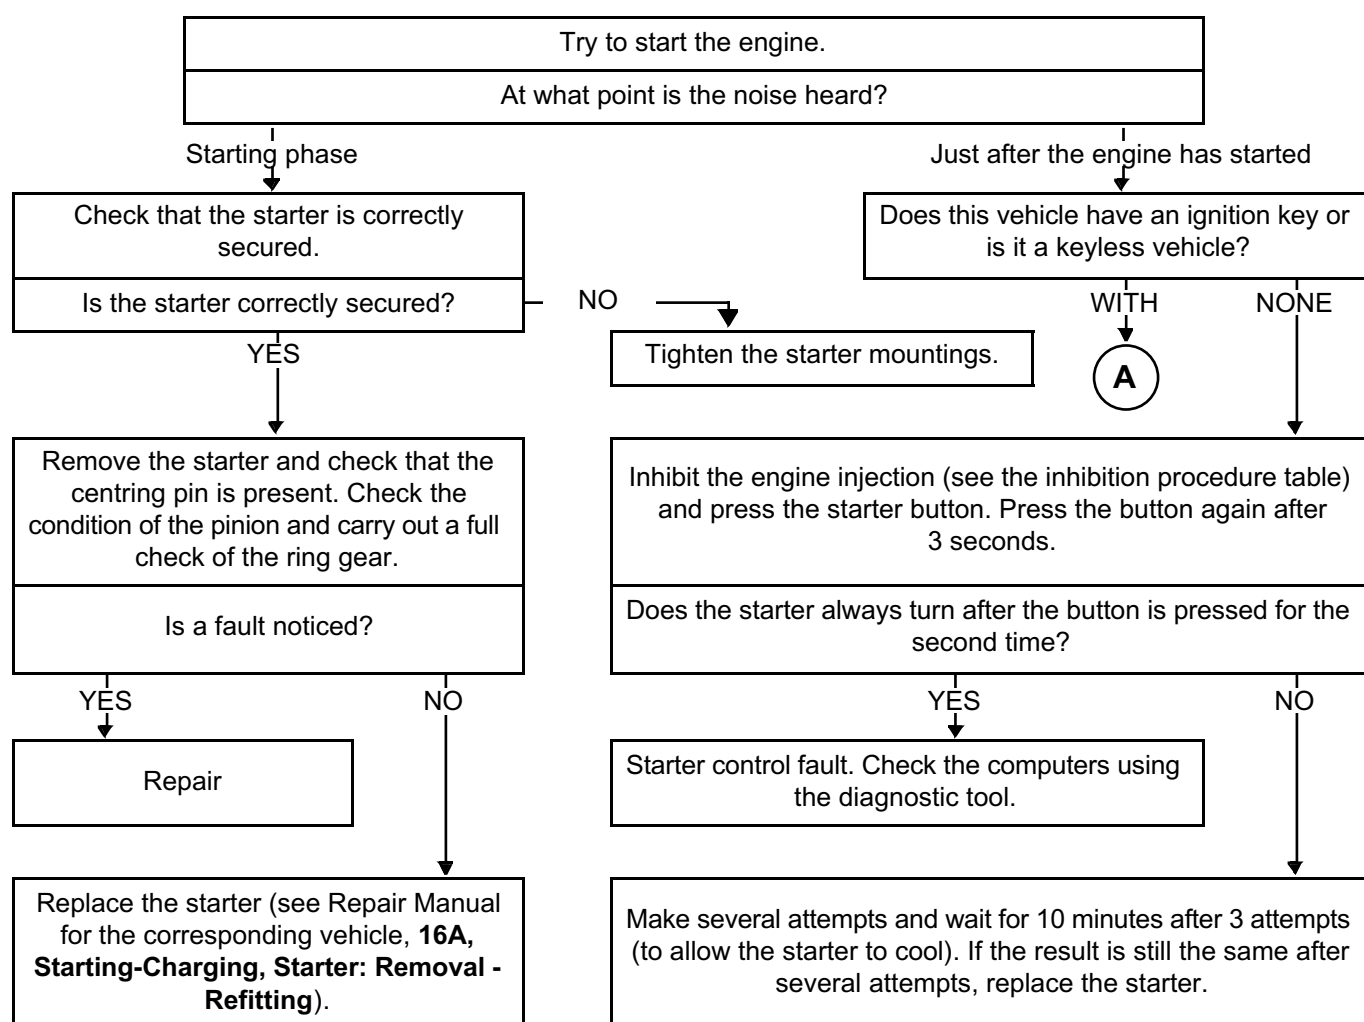 Try to start the engine.
At what point is the noise heard?
Starting phase
Just after the engine has started
Check that the starter is correctly
secured.
Does this vehicle have an ignition key or
is it a keyless vehicle?
Is the starter correctly secured?
NO
WITH
NONE
YES
Tighten the starter mountings.
A
Remove the starter and check that the
centring pin is present. Check the
condition of the pinion and carry out a full
check of the ring gear.
Inhibit the engine injection (see the inhibition procedure table)
and press the starter button. Press the button again after
3 seconds.
Is a fault noticed?
Does the starter always turn after the button is pressed for the
second time?
YES
NO
YES
NO
Repair
Starter control fault. Check the computers using
the diagnostic tool.
Replace the starter (see Repair Manual
for the corresponding vehicle, 16A,
Starting-Charging, Starter: Removal -
Refitting).
Make several attempts and wait for 10 minutes after 3 attempts
(to allow the starter to cool). If the result is still the same after
several attempts, replace the starter.